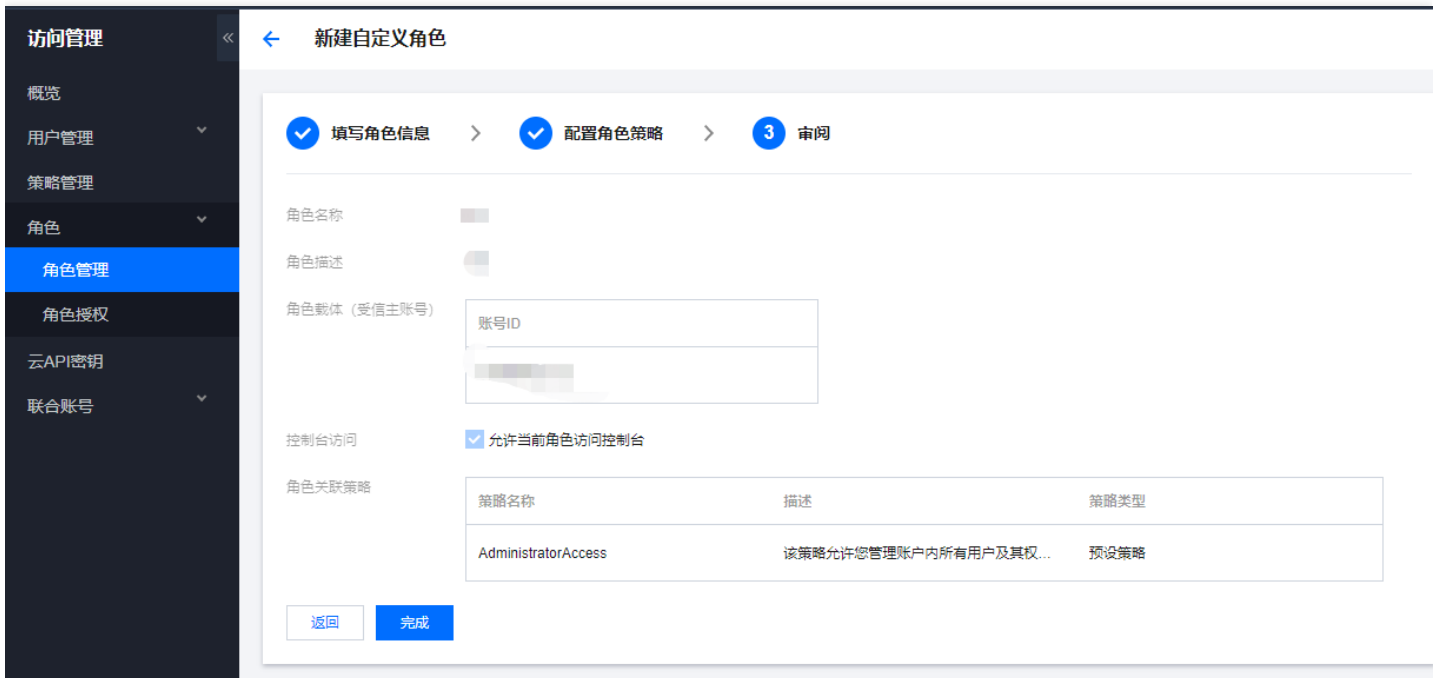 访问管理
«
新建自定义角色
概览
用户管理
策略管理
角色
角色管理
角色授权
云API密钥
联合账号
填写角色信息
配置角色策略
3 审阅
角色名称
角色描述
角色载体（受信主账号）
账号ID
控制台访问 允许当前角色访问控制台
角色关联策略
策略名称 描述 策略类型
AdministratorAccess 该策略允许您管理账户内所有用户及其权... 预设策略
返回 完成